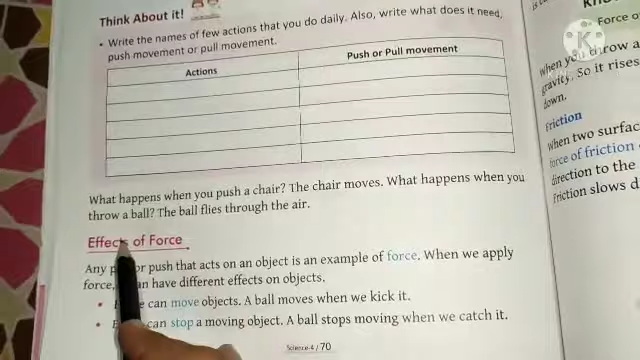 Think About it!
• Write the names of few actions that you do daily. Also, write what does it need,
push movement or pull movement.
Actions
Push or Pull movement
What happens when you push a chair? The chair moves. What happens when you
throw a ball? The ball flies through the air.
Effects of Force
Any or push that acts on an object is an example of force. When we apply
force, can have different effects on objects.
• can move objects. A ball moves when we kick it.
• can stop a moving object. A ball stops moving when we catch it.
Science-4 / 70
Force o
when you throw a
gravity. So it rises
down.
Friction
When two surfac
force of friction
direction to the
Friction slows d
KINEMASTER